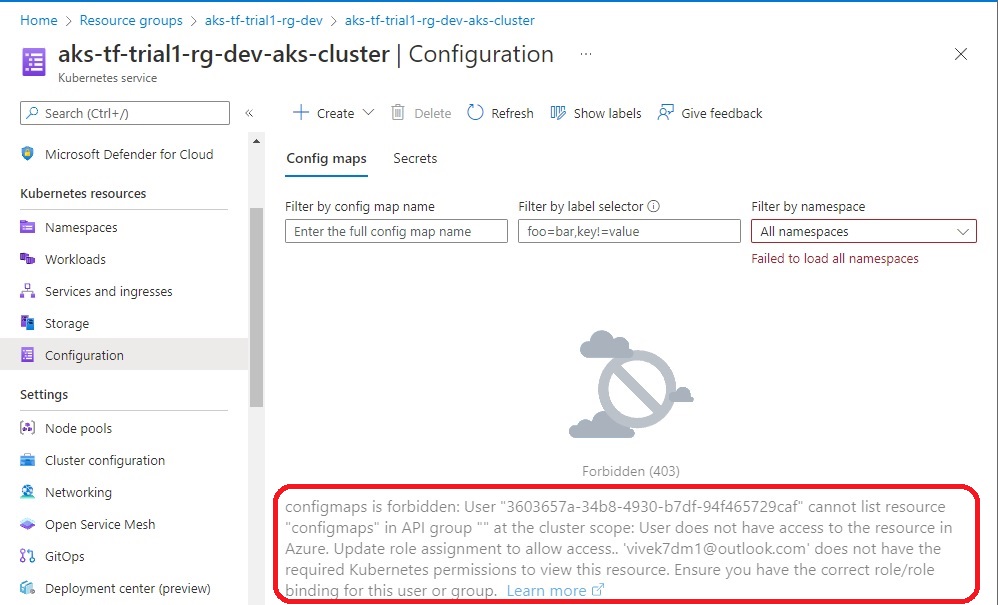 Home > Resource groups > aks-tf-trial1-rg-dev > aks-tf-trial1-rg-dev-aks-cluster
aks-tf-trial1-rg-dev-aks-cluster | Configuration ...
Kubernetes service
Search (Ctrl+/)
«
Microsoft Defender for Cloud
Kubernetes resources
Namespaces
Workloads
Services and ingresses
Storage
Configuration
Settings
Node pools
Cluster configuration
Networking
Open Service Mesh
GitOps
Deployment center (preview)
Create Delete Refresh Show labels Give feedback
Config maps Secrets
Filter by config map name
Enter the full config map name
Filter by label selector
foo=bar,key!=value
Filter by namespace
All namespaces
Failed to load all namespaces
Forbidden (403)
configmaps is forbidden: User "3603657a-34b8-4930-b7df-94f465729caf" cannot list resource
"configmaps" in API group "" at the cluster scope: User does not have access to the resource in
Azure. Update role assignment to allow access.. 'vivek7dm1@outlook.com' does not have the
required Kubernetes permissions to view this resource. Ensure you have the correct role/role
binding for this user or group. Learn more